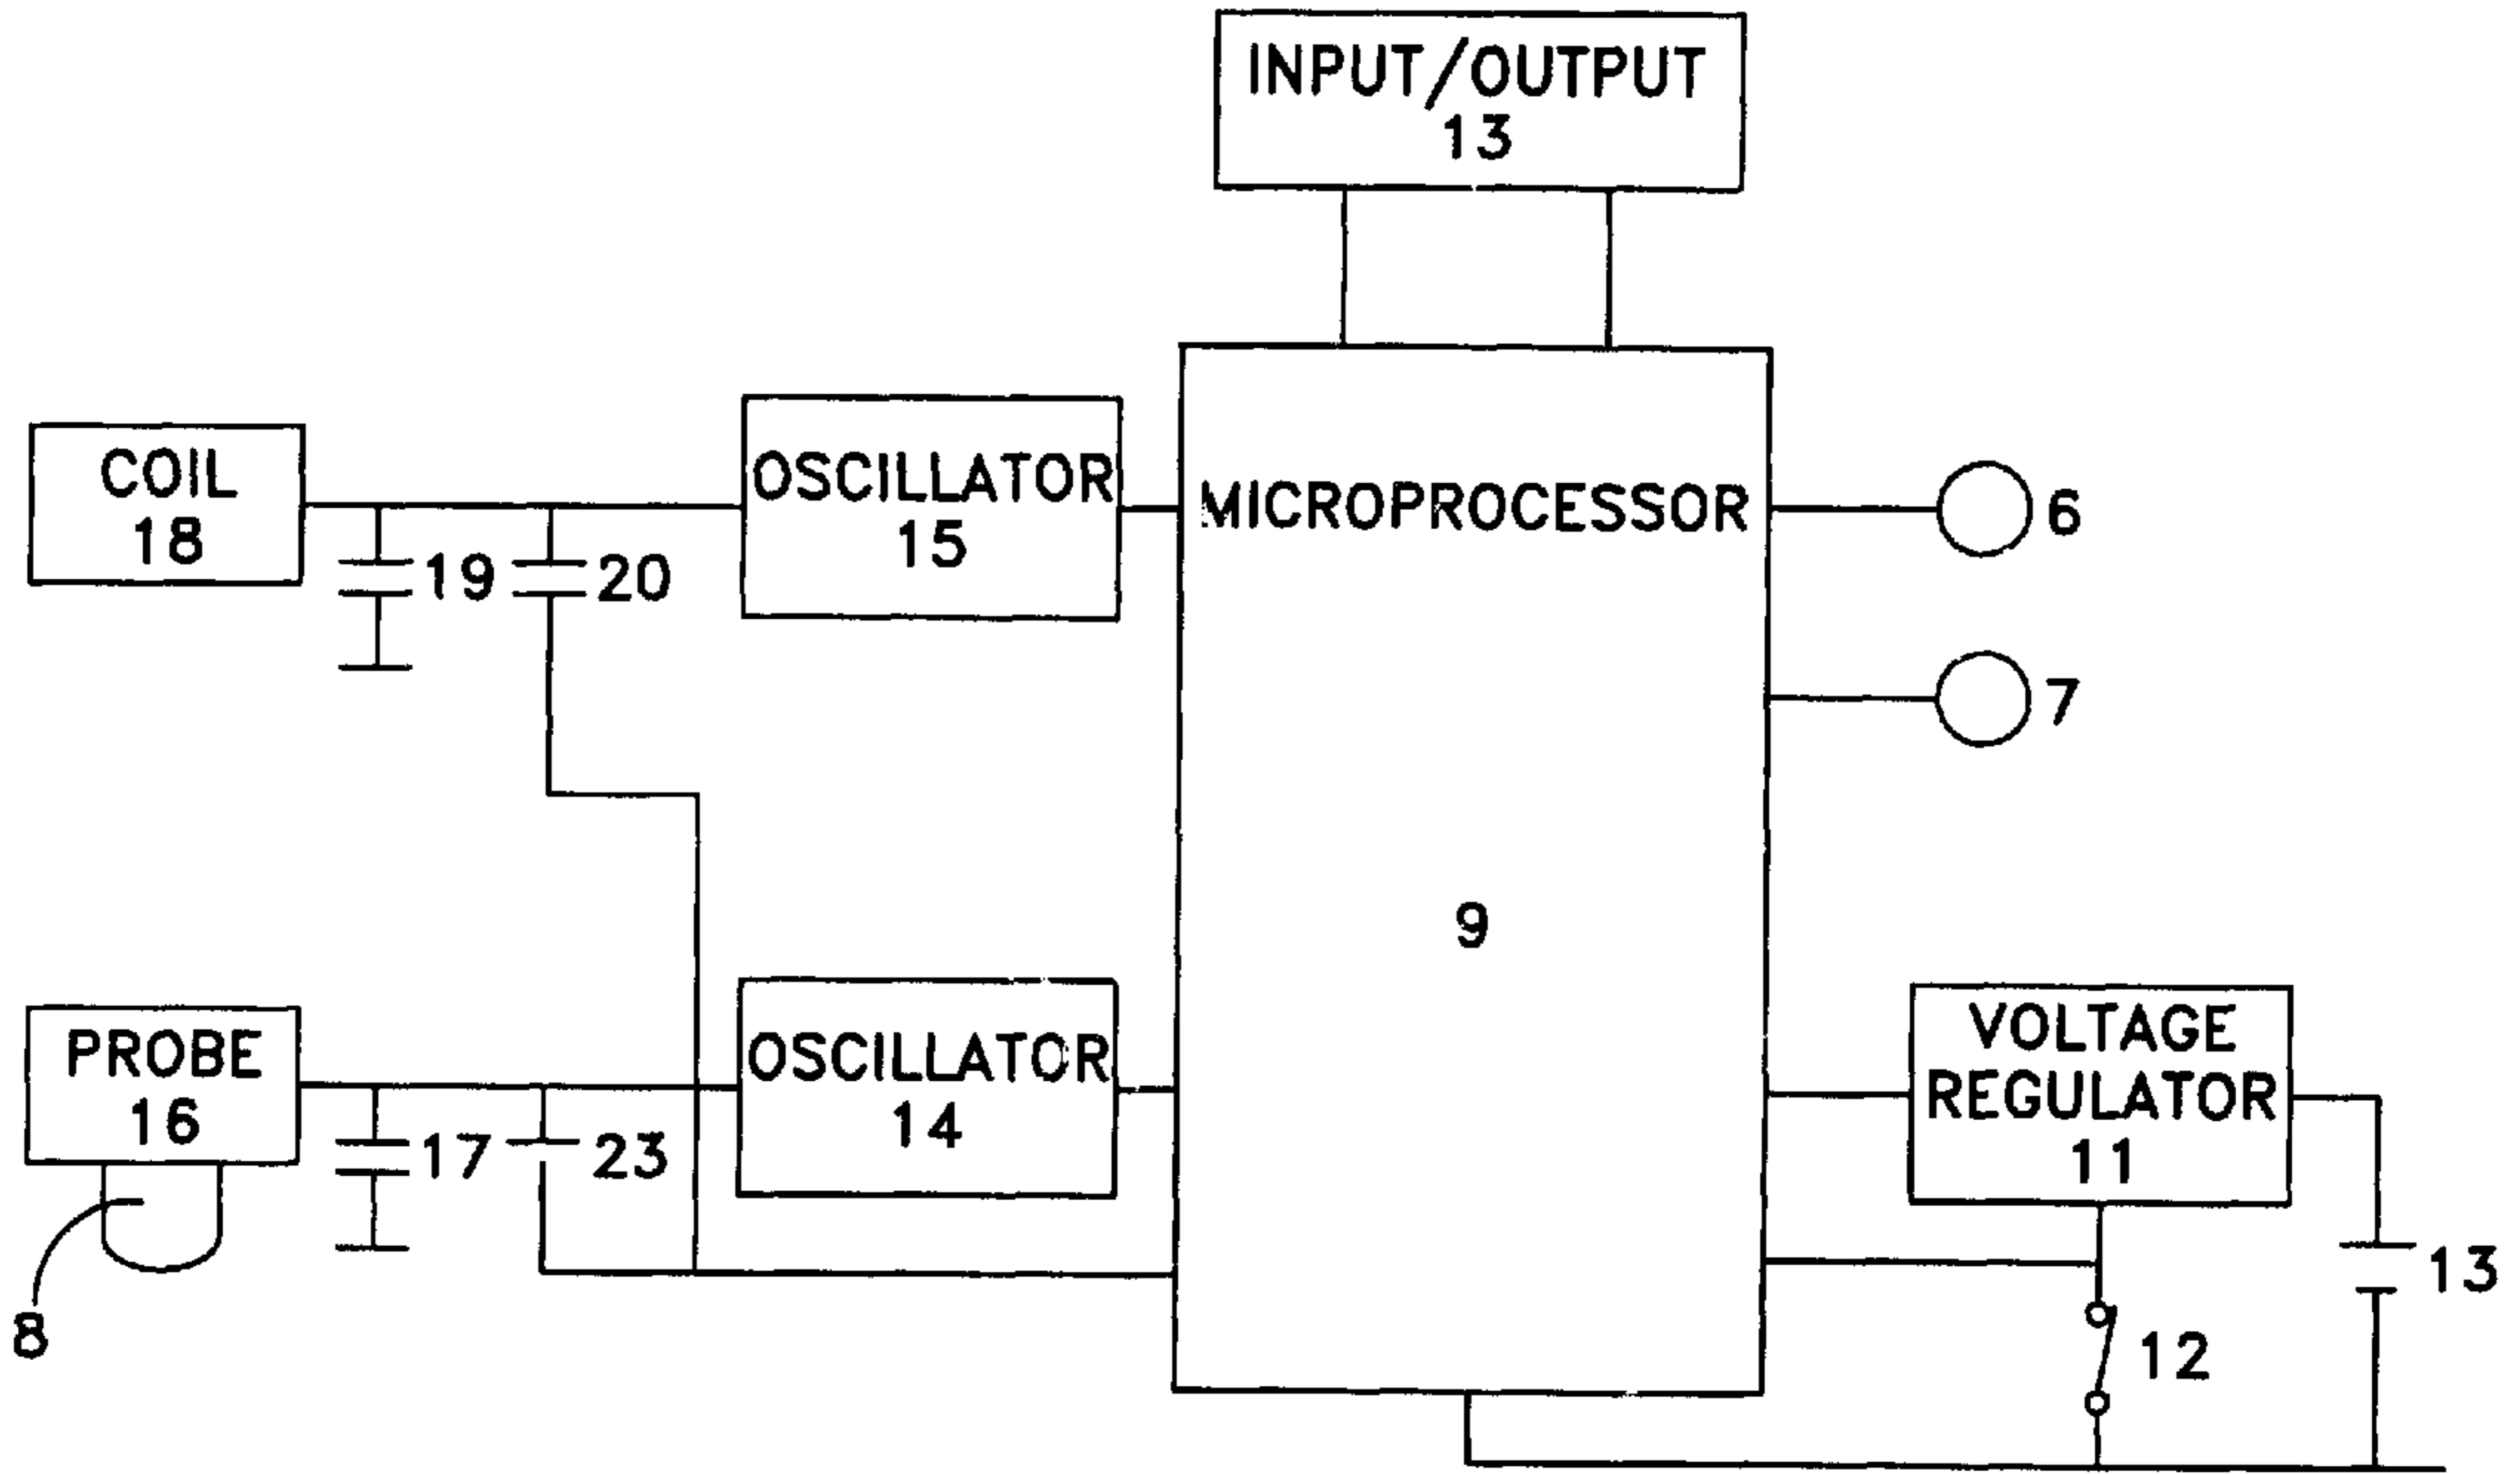 INPUT/OUTPUT
13
COIL
18
19
20
OSCILLATOR
15
MICROPROCESSOR
9
6
7
PROBE
16
8
17
23
OSCILLATOR
14
VOLTAGE
REGULATOR
11
12
13